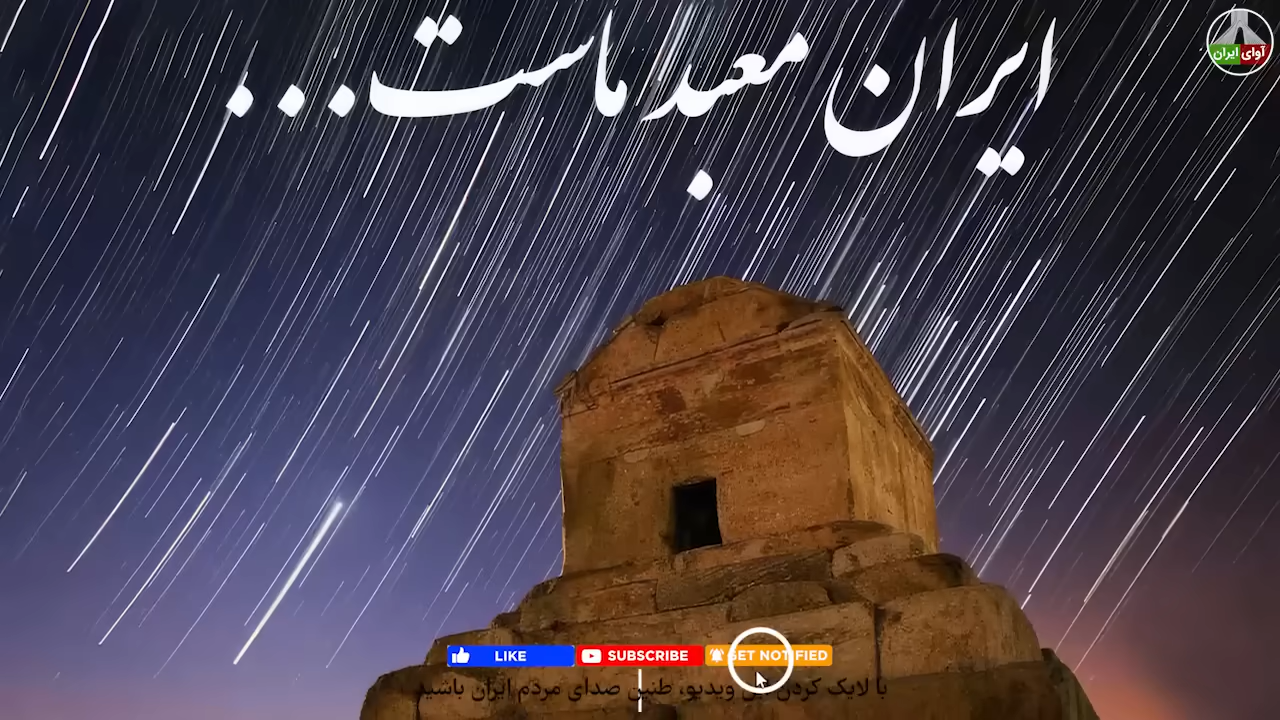 ایران معبد ماست...
آوای ایران
LIKE
SUBSCRIBE
GET NOTIFIED
با لایک کردن این ویدیو، طنین صدای مردم ایران باشید